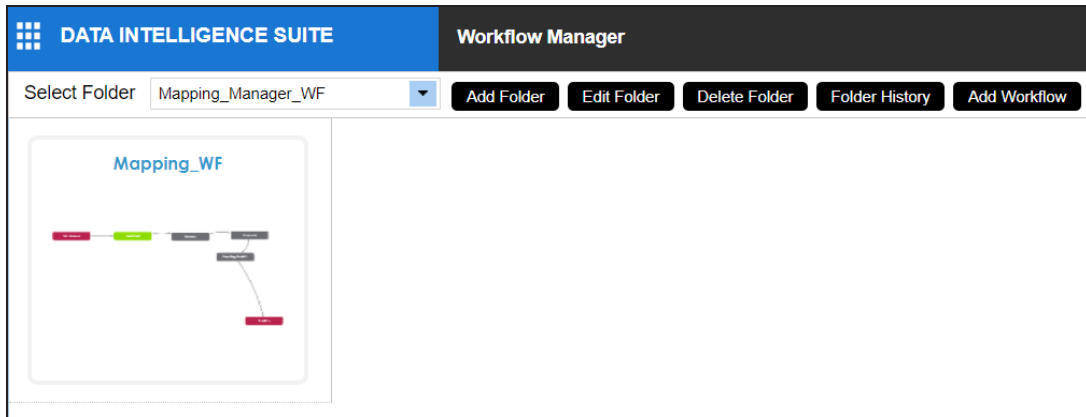 DATA INTELLIGENCE SUITE
Workflow Manager
Select Folder Mapping_Manager_WF Add Folder Edit Folder Delete Folder Folder History Add Workflow
Mapping_WF